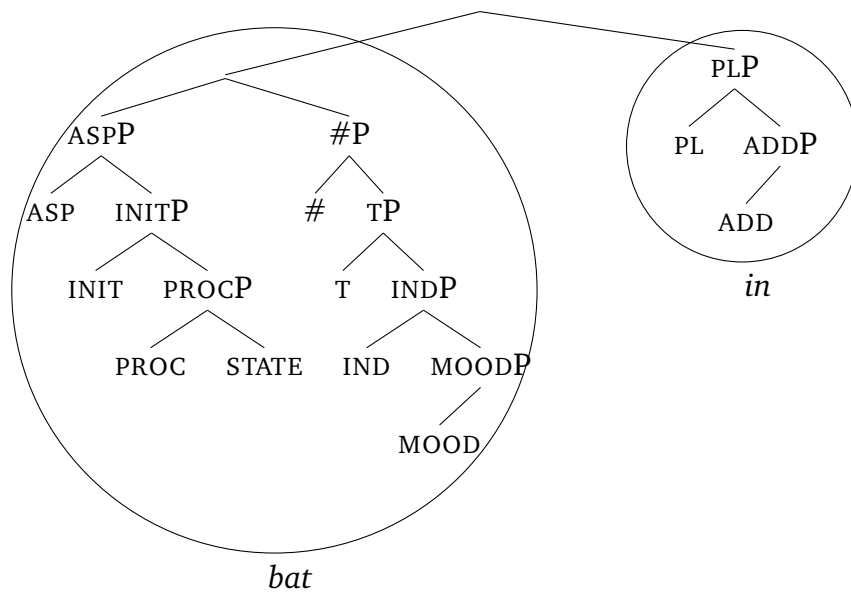 PLP
ASPP #P PL ADDP
ASP INITP # TP ADD
INIT PROCP T INDP in
PROC STATE IND MOODP
MOOD
bat